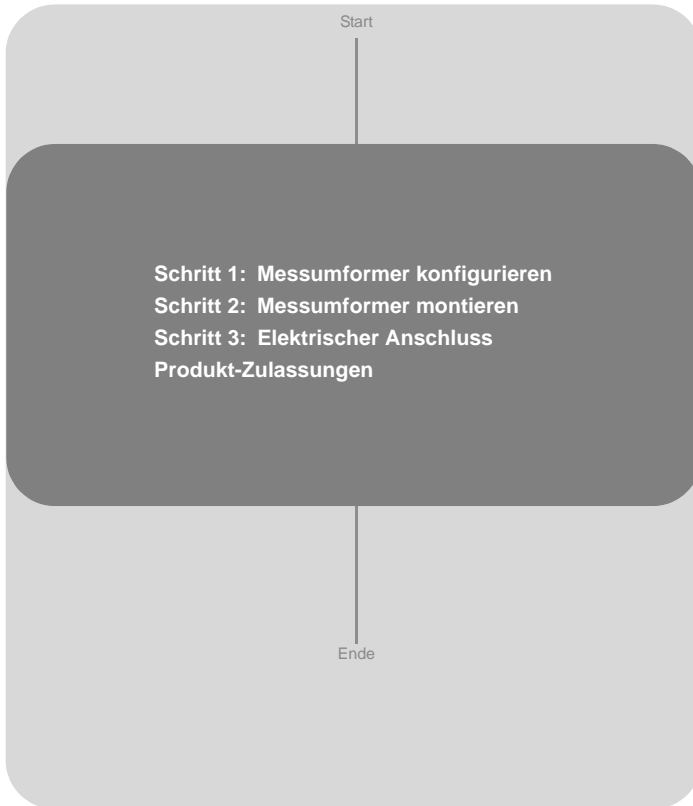 Start
Schritt 1: Messumformer konfigurieren
Schritt 2: Messumformer montieren
Schritt 3: Elektrischer Anschluss
Produkt-Zulassungen
Ende